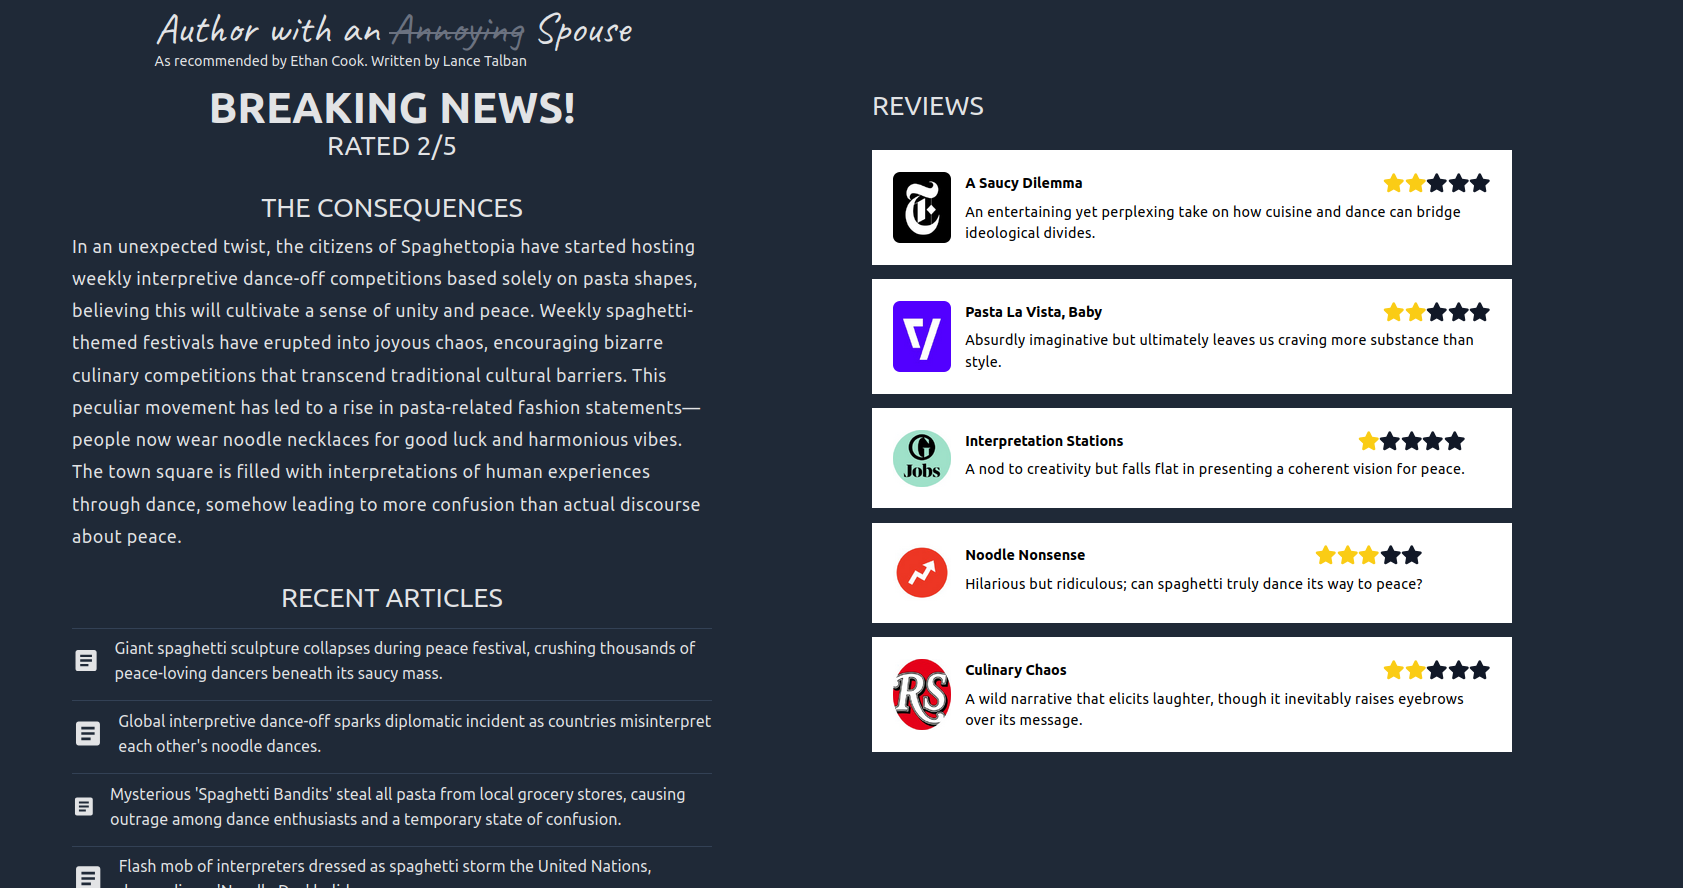 Author with an Annoying Spouse
As recommended by Ethan Cook. Written by Lance Talban
BREAKING NEWS!
RATED 2/5
THE CONSEQUENCES
In an unexpected twist, the citizens of Spaghettopia have started hosting
weekly interpretive dance-off competitions based solely on pasta shapes,
believing this will cultivate a sense of unity and peace. Weekly spaghetti-
themed festivals have erupted into joyous chaos, encouraging bizarre
culinary competitions that transcend traditional cultural barriers. This
peculiar movement has led to a rise in pasta-related fashion statements—
people now wear noodle necklaces for good luck and harmonious vibes.
The town square is filled with interpretations of human experiences
through dance, somehow leading to more confusion than actual discourse
about peace.
RECENT ARTICLES
Giant spaghetti sculpture collapses during peace festival, crushing thousands of
peace-loving dancers beneath its saucy mass.
Global interpretive dance-off sparks diplomatic incident as countries misinterpret
each other's noodle dances.
Mysterious 'Spaghetti Bandits' steal all pasta from local grocery stores, causing
outrage among dance enthusiasts and a temporary state of confusion.
Flash mob of interpreters dressed as spaghetti storm the United Nations,
REVIEWS
T
A Saucy Dilemma
An entertaining yet perplexing take on how cuisine and dance can bridge
ideological divides.
Pasta La Vista, Baby
Absurdly imaginative but ultimately leaves us craving more substance than
style.
G
Jobs
Interpretation Stations
A nod to creativity but falls flat in presenting a coherent vision for peace.
Noodle Nonsense
Hilarious but ridiculous; can spaghetti truly dance its way to peace?
RS
Culinary Chaos
A wild narrative that elicits laughter, though it inevitably raises eyebrows
over its message.